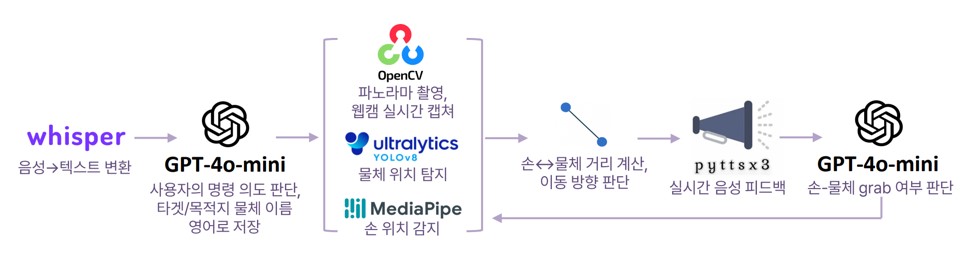 whisper
음성→텍스트 변환
GPT-4o-mini
사용자의 명령 의도 판단,
타겟/목적지 물체 이름
영어로 저장
OpenCV
파노라마 촬영,
웹캠 실시간 캡쳐
ultralytics
YOLOv8
물체 위치 탐지
MediaPipe
손 위치 감지
손↔물체 거리 계산,
이동 방향 판단
pyttsx3
실시간 음성 피드백
GPT-4o-mini
손-물체 grab 여부 판단